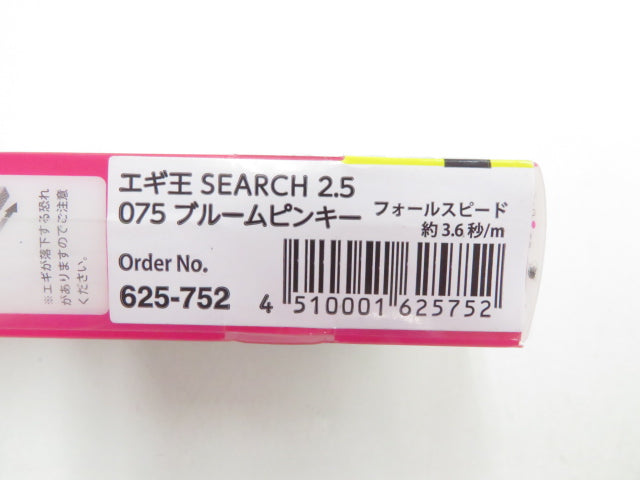 エギ王 SEARCH 2.5
075 ブルームピンキー
フォールスピード
約3.6秒/m
Order No.
625-752
4 510001 625752
※エギが落下する恐れ
がありますのでご注意
ください。